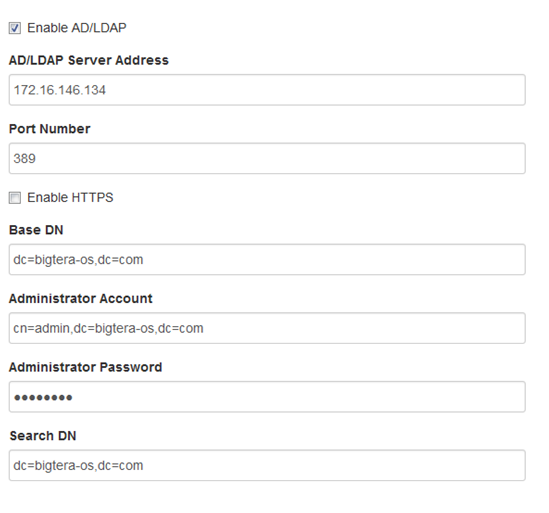 Enable AD/LDAP
AD/LDAP Server Address
172.16.146.134
Port Number
389
Enable HTTPS
Base DN
dc=bigtera-os,dc=com
Administrator Account
cn=admin,dc=bigtera-os,dc=com
Administrator Password
●●●●●●●●
Search DN
dc=bigtera-os,dc=com